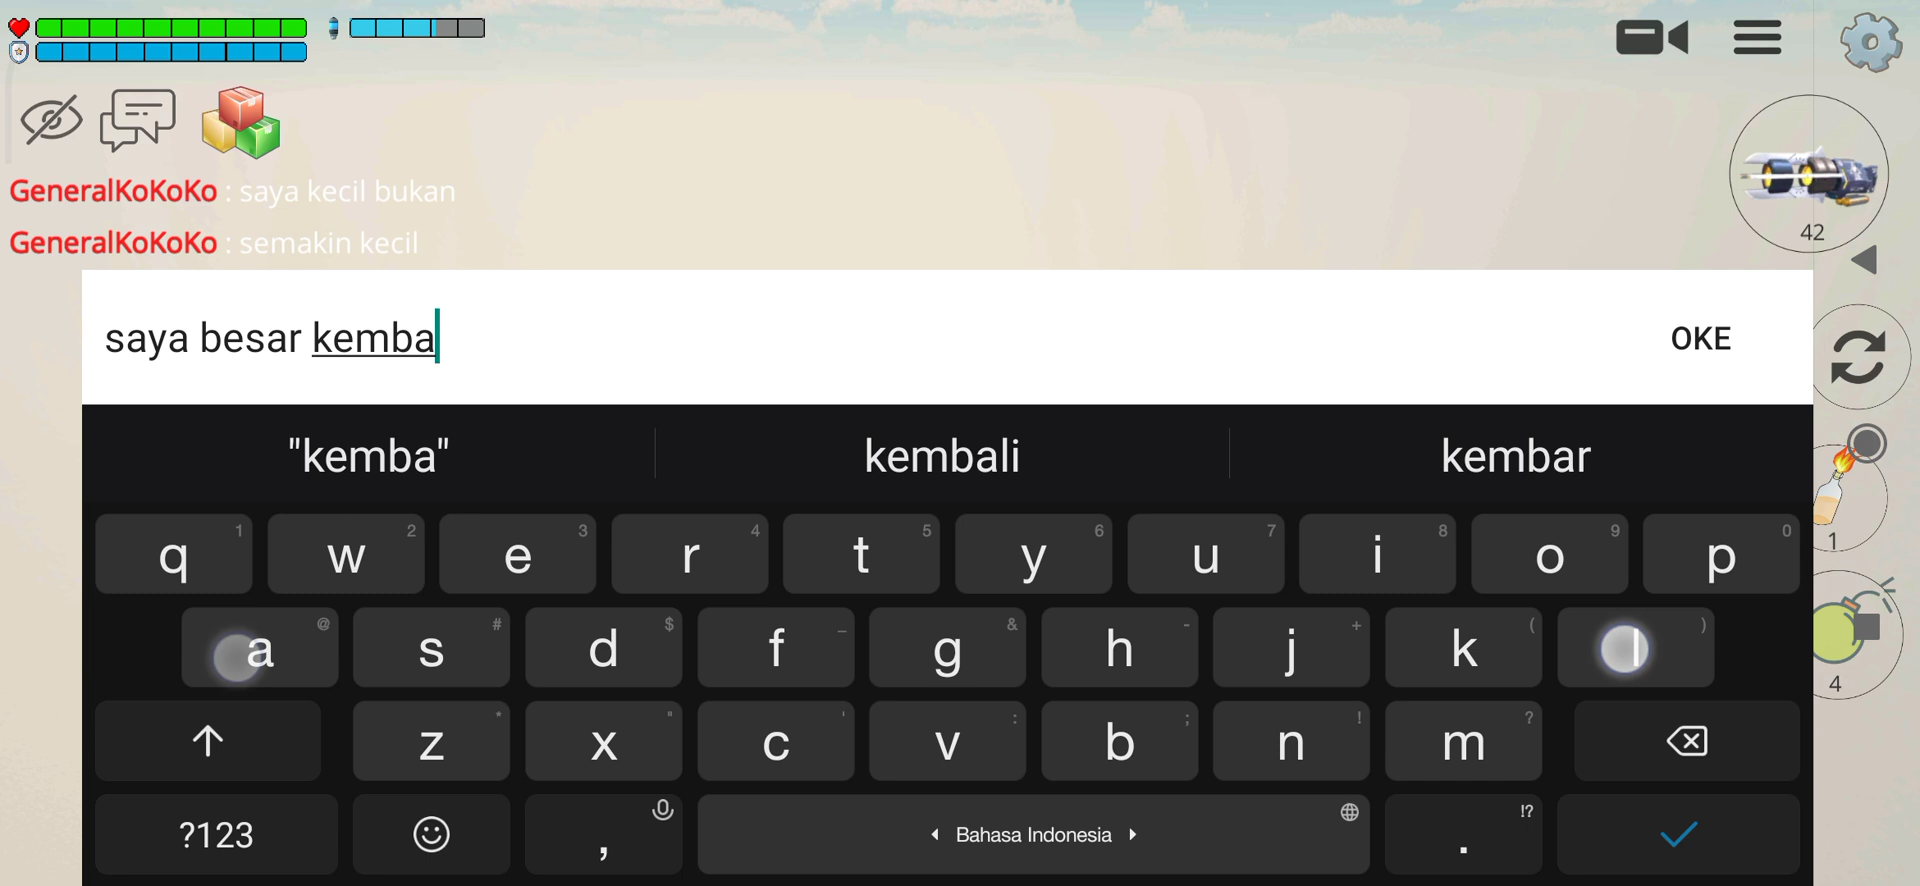 GeneralKoKoKo : saya kecil bukan
42
GeneralKoKoKo : semakin kecil
saya besar kemba
OKE
"kemba" kembali kembar
1 2 3 4 5 6 7 8 9 0
q w e r t y u i o p
1
@ # $ _ & - + ( )
a s d f g h j k l
4
* " ' : ; ! ?
z x c v b n m
?123 , Bahasa Indonesia . !?